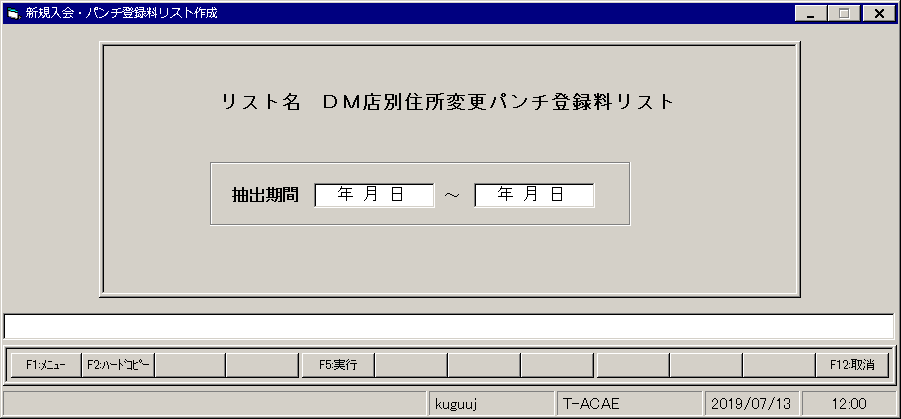 新規入会・パンチ登録料リスト作成
リスト名　ＤＭ店別住所変更パンチ登録料リスト
抽出期間 年 月 日 ～ 年 月 日
F1:ﾒﾆｭｰ F2:ﾊｰﾄﾞｺﾋﾟｰ F5:実行 F12:取消
kuguuj T-ACAE 2019/07/13 12:00